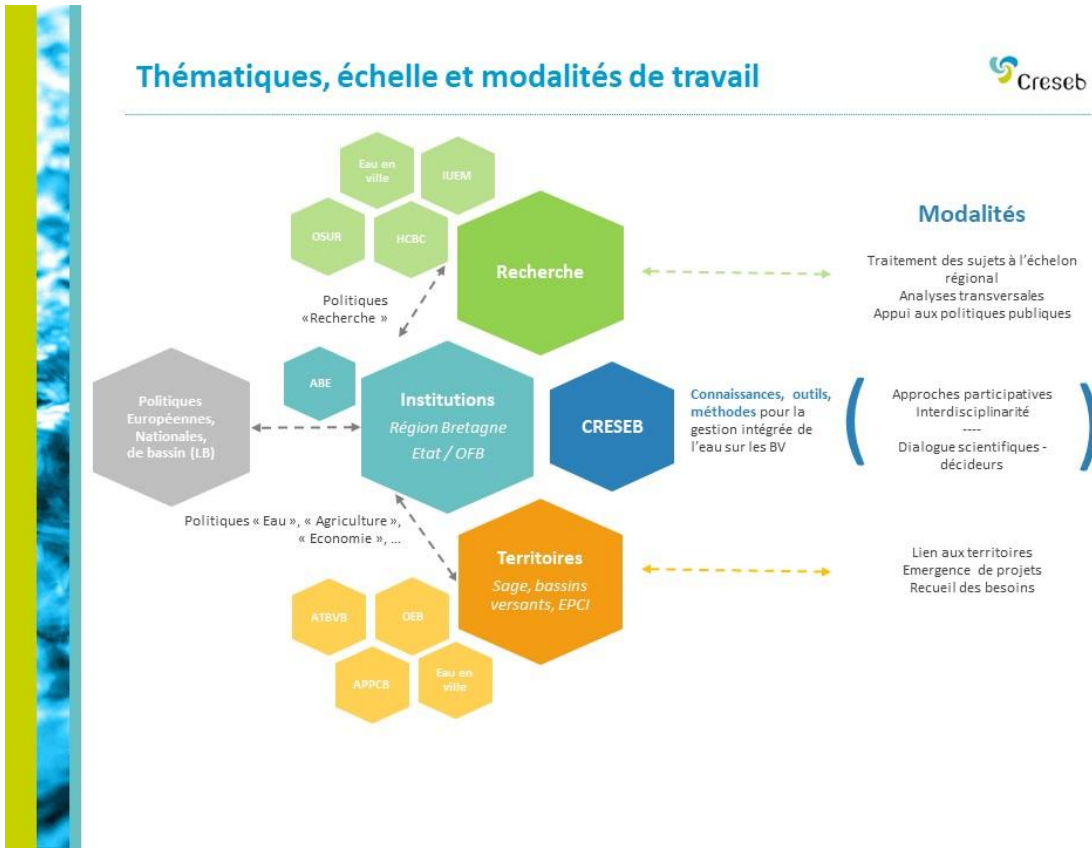 Thématiques, échelle et modalités de travail
Creseb
Eau en
ville
IUEM
OSUR
HCBC
Recherche
Politiques
«Recherche »
ABE
Politiques
Européennes,
Nationales,
de bassin (LB)
Institutions
Région Bretagne
Etat / OFB
CRESEB
Connaissances, outils,
méthodes pour la
gestion intégrée de
l'eau sur les BV
Politiques « Eau », « Agriculture »,
« Economie », ...
Territoires
Sage, bassins
versants, EPCI
ATBVB
OEB
APPCB
Eau en
ville
Modalités
Traitement des sujets à l'échelon
régional
Analyses transversales
Appui aux politiques publiques
( Approches participatives
Interdisciplinarité
----
Dialogue scientifiques -
décideurs )
Lien aux territoires
Emergence de projets
Recueil des besoins